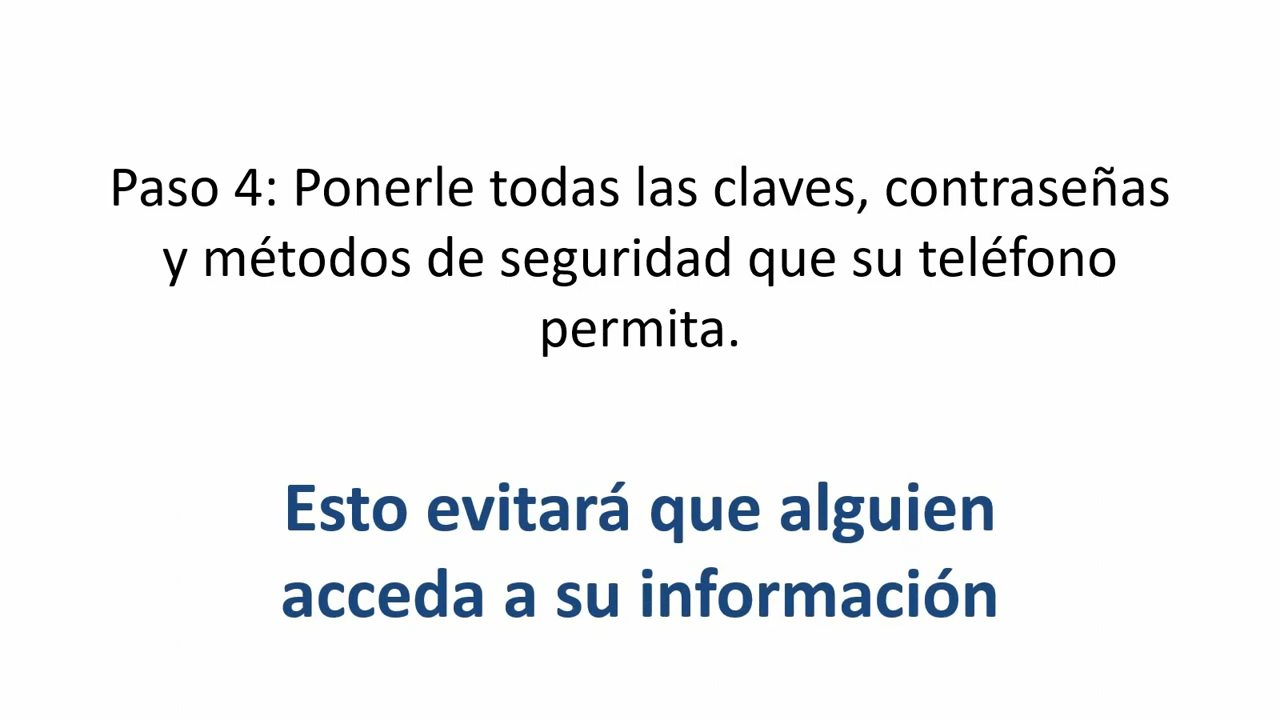 Paso 4: Ponerle todas las claves, contraseñas
y métodos de seguridad que su teléfono
permita.
Esto evitará que alguien
acceda a su información